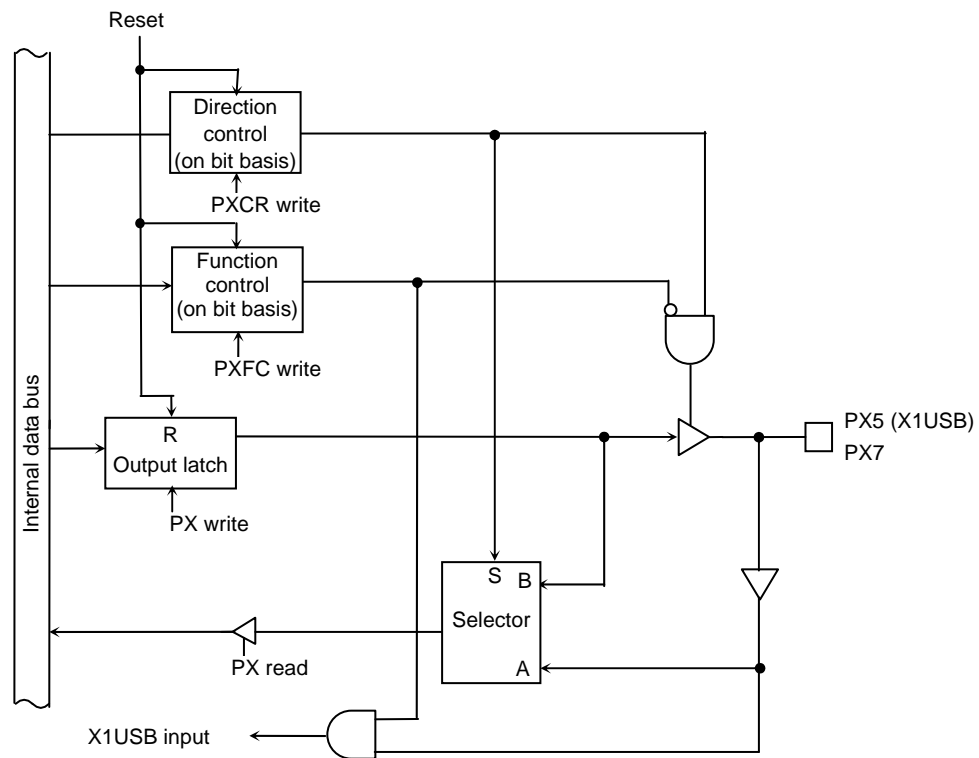 Reset
Direction
control
(on bit basis)
PXCR write
Function
control
(on bit basis)
PXFC write
Internal data bus
R
Output latch
PX write
PX5 (X1USB)
PX7
S
B
Selector
A
PX read
X1USB input